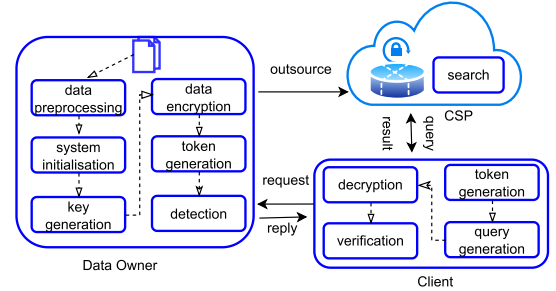 data
preprocessing
system
initialisation
key
generation
data
encryption
token
generation
detection
Data Owner
outsource
request
reply
search
CSP
result
query
decryption
verification
token
generation
query
generation
Client